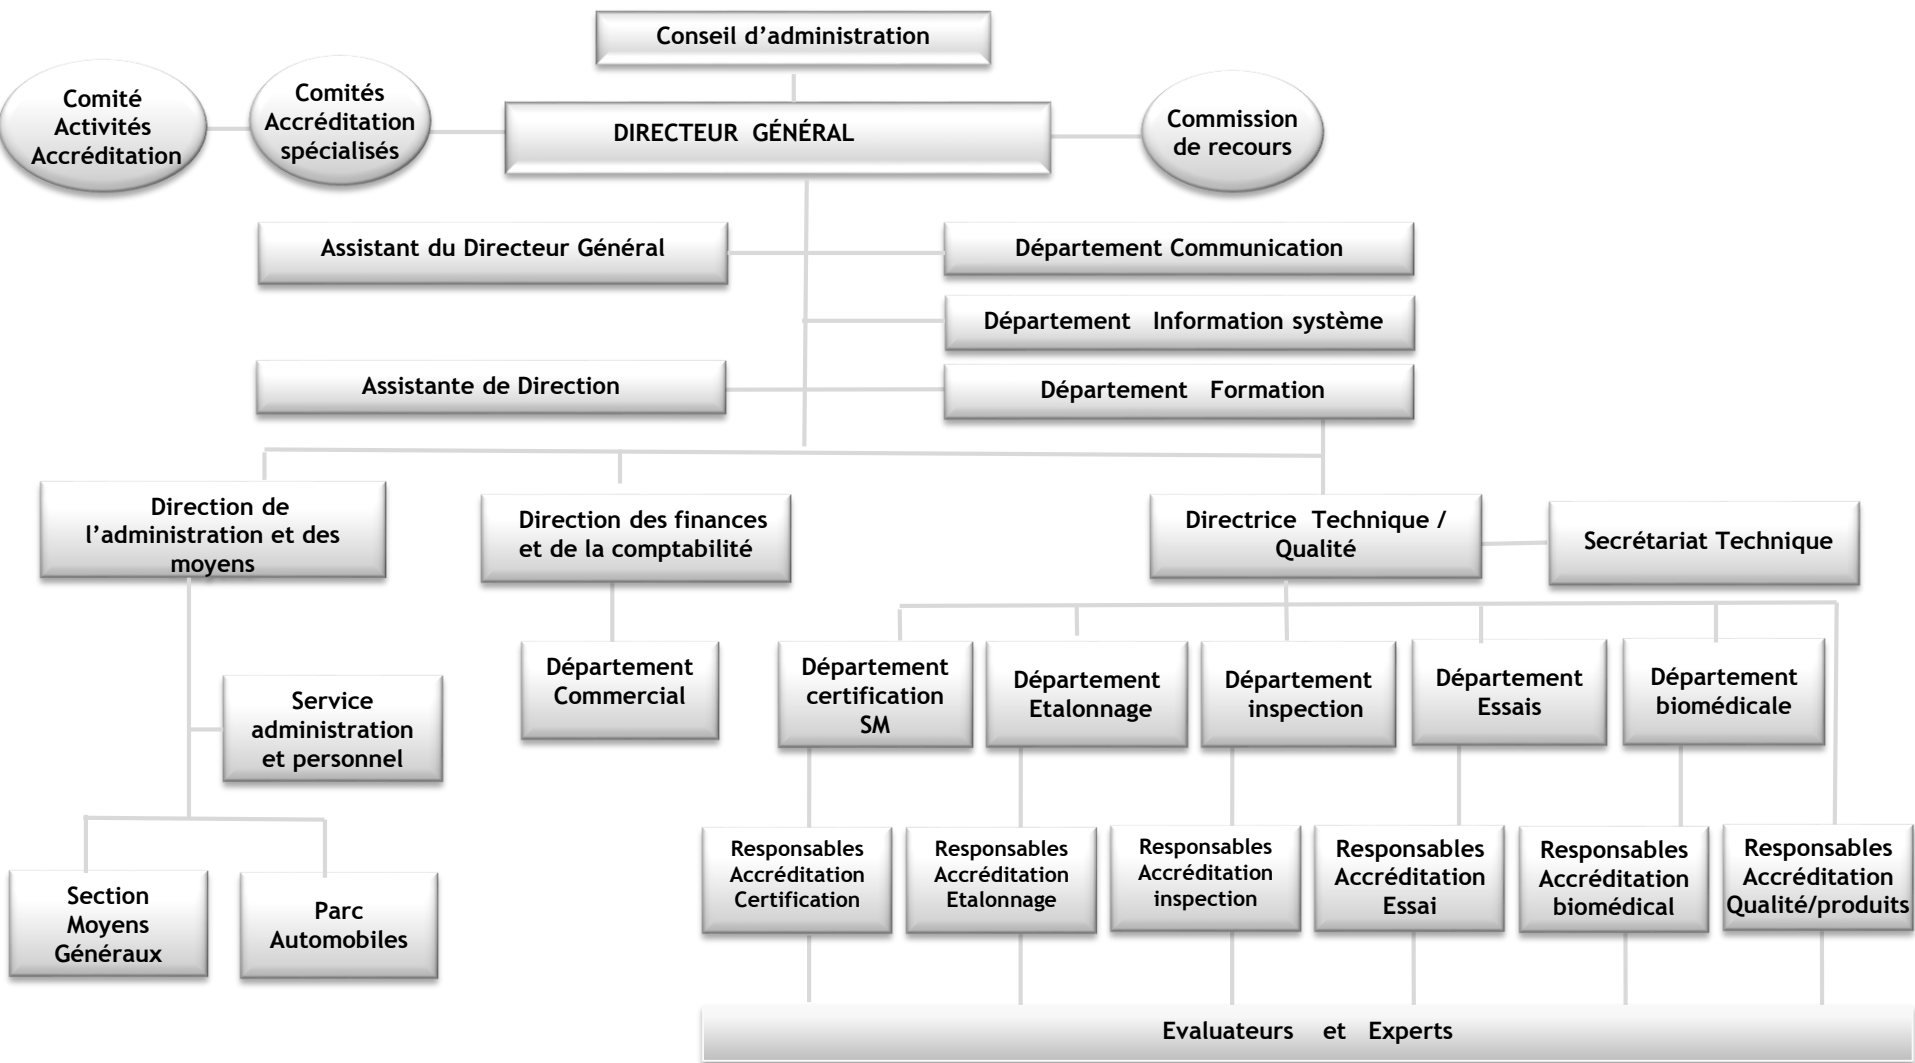 Conseil d’administration
Comité
Activités
Accréditation
Comités
Accréditation
spécialisés
DIRECTEUR GÉNÉRAL
Commission
de recours
Assistant du Directeur Général
Département Communication
Département Information système
Assistante de Direction
Département Formation
Direction de
l’administration et des
moyens
Direction des finances
et de la comptabilité
Directrice Technique /
Qualité
Secrétariat Technique
Service
administration
et personnel
Département
Commercial
Département
certification
SM
Département
Etalonnage
Département
inspection
Département
Essais
Département
biomédicale
Section
Moyens
Généraux
Parc
Automobiles
Responsables
Accréditation
Certification
Responsables
Accréditation
Etalonnage
Responsables
Accréditation
inspection
Responsables
Accréditation
Essai
Responsables
Accréditation
biomédical
Responsables
Accréditation
Qualité/produits
Evaluateurs et Experts